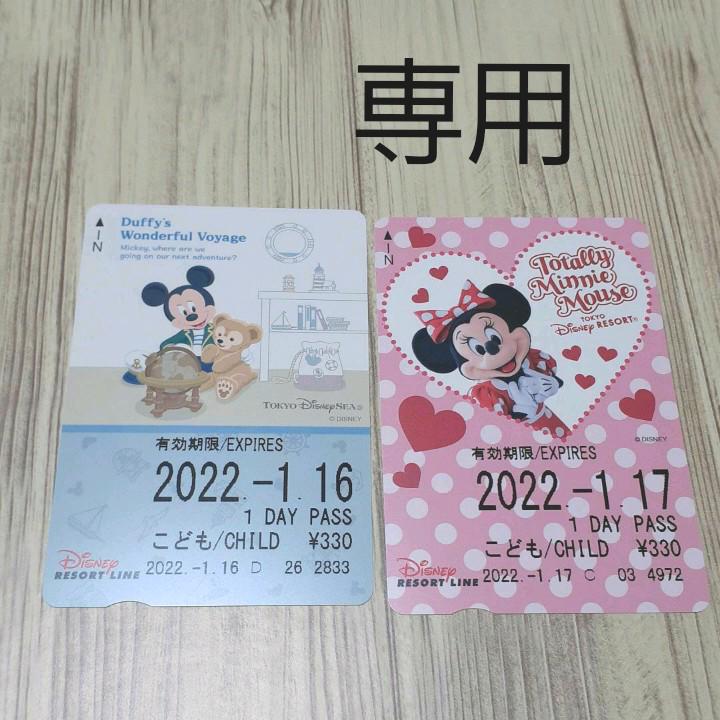 専用
▲IN
Duffy's
Wonderful Voyage
Mickey, where are we
going on our next adventure?
TOKYO DisneySEA®
© DISNEY
有効期限/EXPIRES
2022.-1.16
1 DAY PASS
こども/CHILD ¥330
Disney
RESORT LINE
2022.-1.16 D 26 2833
▲IN
Totally
Minnie
Mouse
TOKYO
Disney RESORT®
© DISNEY
有効期限/EXPIRES
2022.-1.17
1 DAY PASS
こども/CHILD ¥330
Disney
RESORT LINE
2022.-1.17 C 03 4972